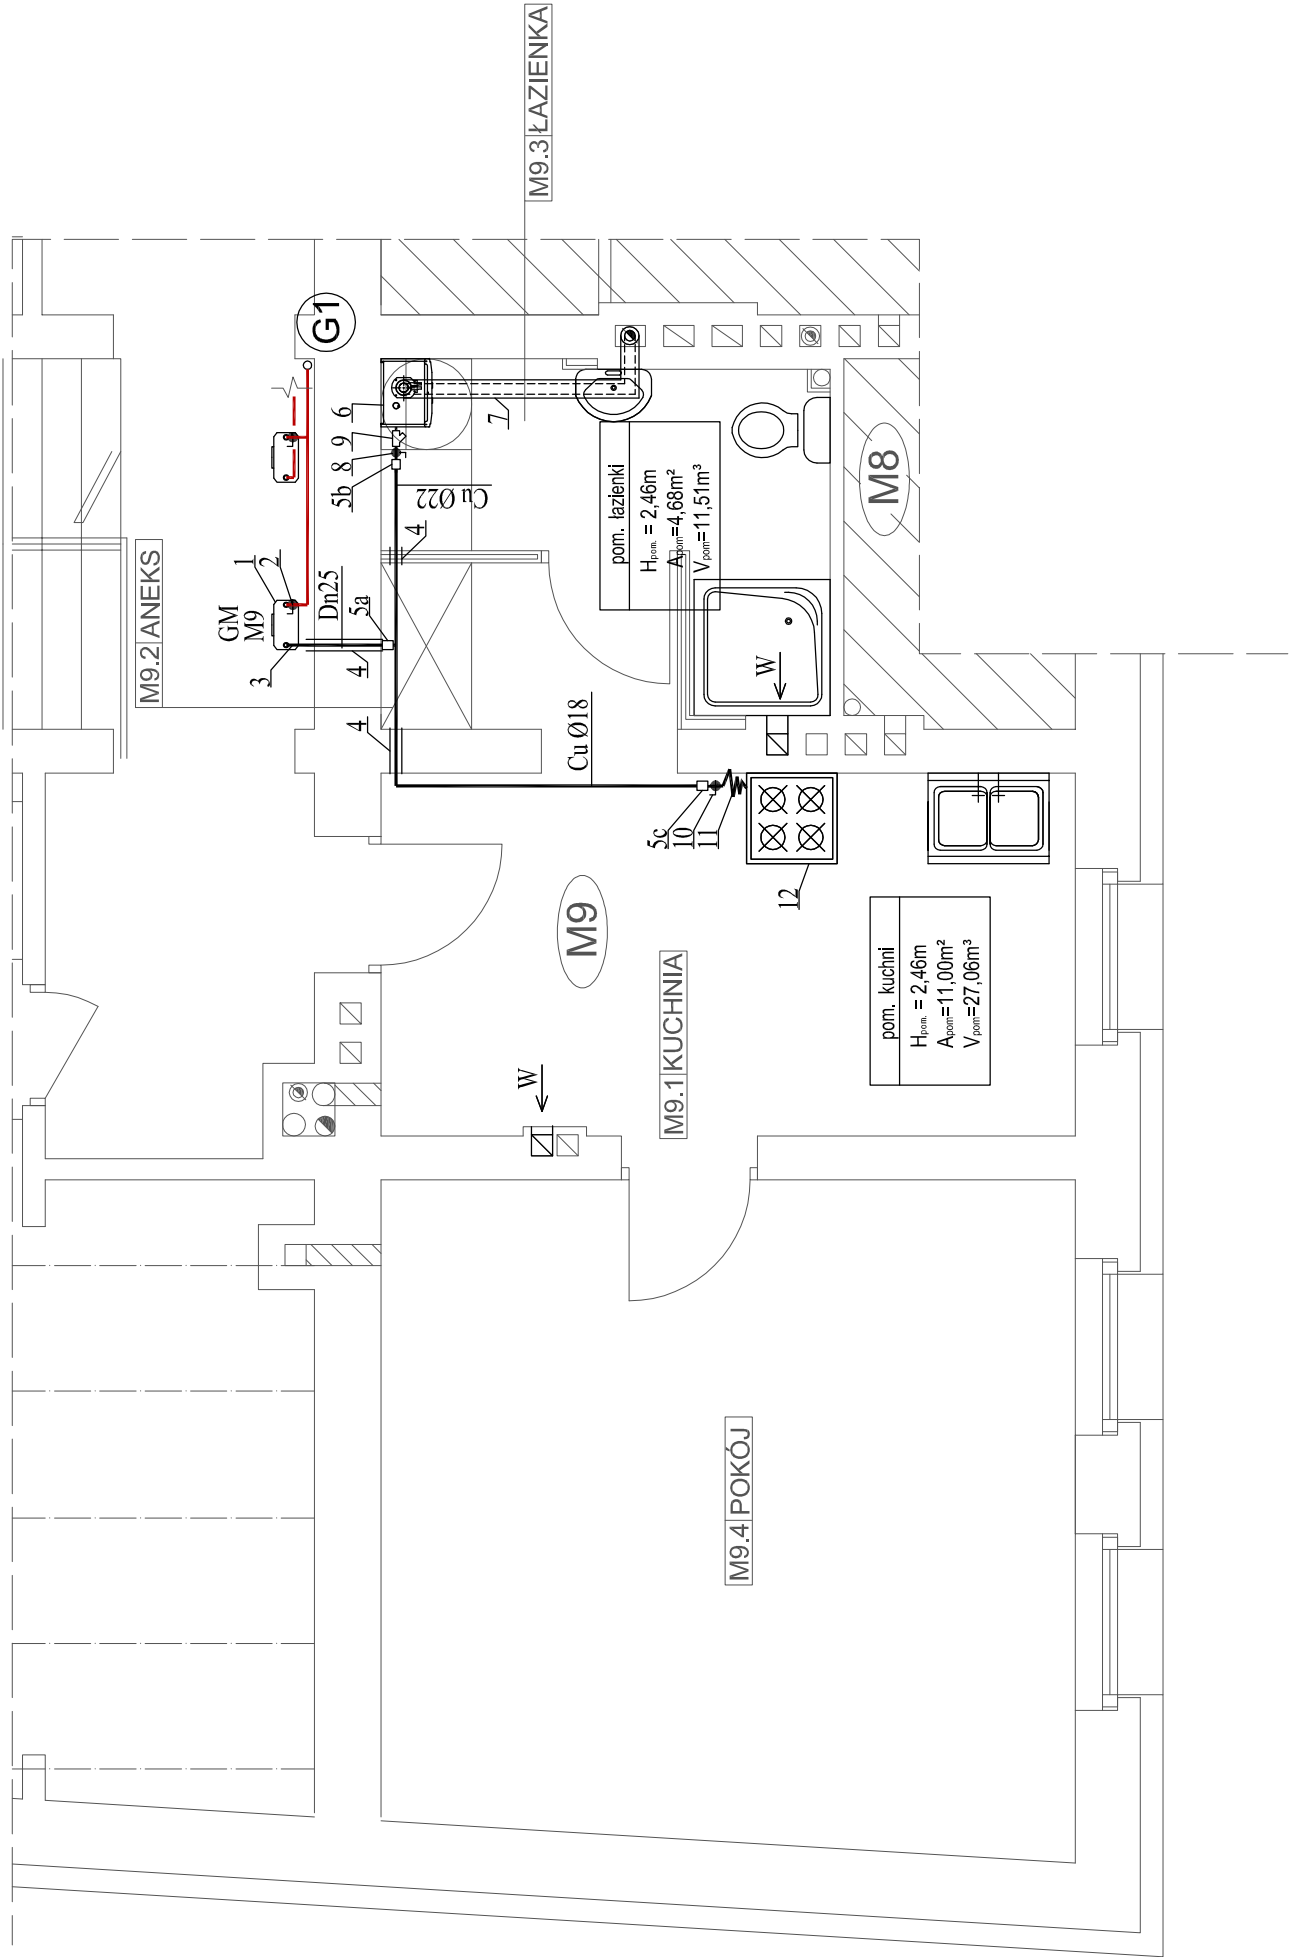 M9.3 ŁAZIENKA
G1
6
7
9
8
5b
Cu Ø22
4
1
2
GM
M9
Dn25
5a
3
4
4
M9.2 ANEKS
pom. łazienki
Hpom. = 2,46m
Apom=4,68m²
Vpom=11,51m³
M8
W
Cu Ø18
5c
10
11
12
M9
M9.1 KUCHNIA
pom. kuchni
Hpom. = 2,46m
Apom=11,00m²
Vpom=27,06m³
W
M9.4 POKÓJ